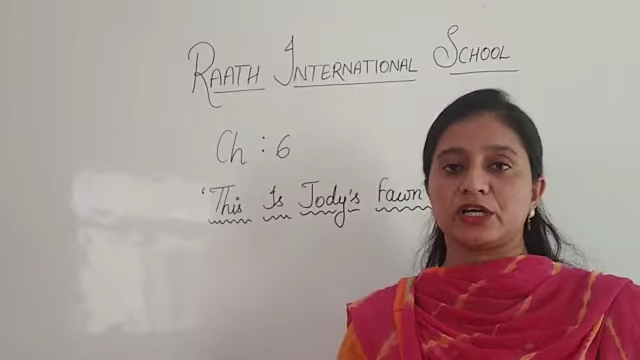 RAATH INTERNATIONAL SCHOOL
Ch : 6
'This Is Jody's Fawn'